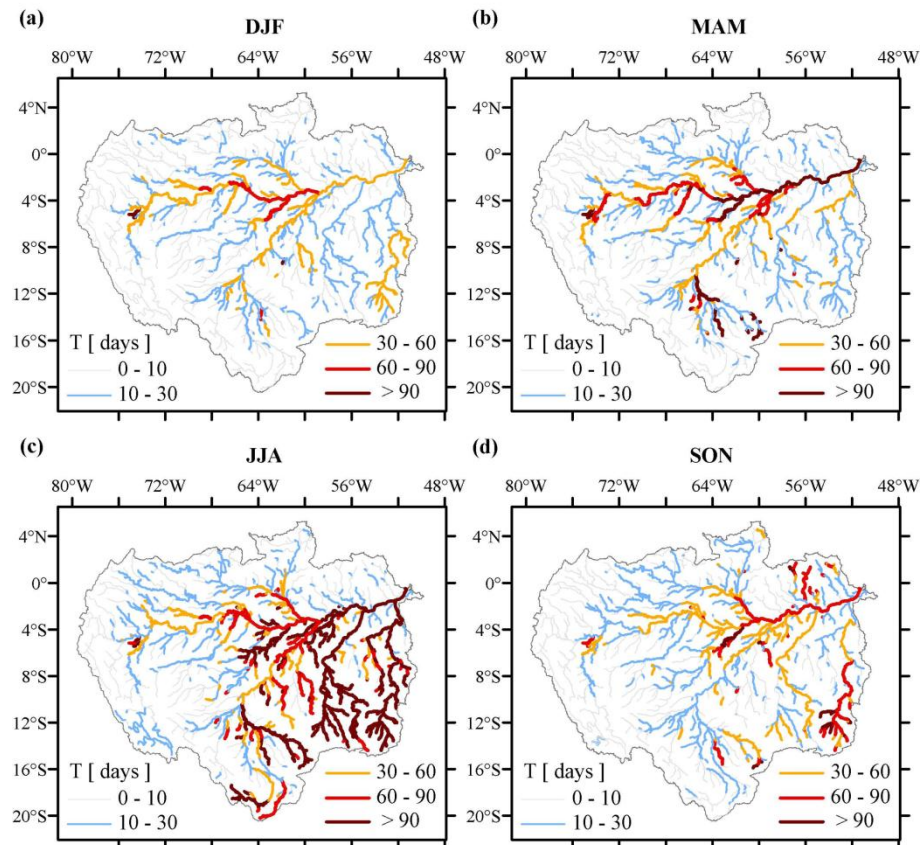 (a) DJF (b) MAM
80°W 72°W 64°W 56°W 48°W 80°W 72°W 64°W 56°W 48°W
4°N 4°N
0° 0°
4°S 4°S
8°S 8°S
12°S 12°S
16°S 16°S
T [ days ] 30 - 60 T [ days ] 30 - 60
0 - 10 60 - 90 0 - 10 60 - 90
20°S 10 - 30 > 90 20°S 10 - 30 > 90
(c) JJA (d) SON
80°W 72°W 64°W 56°W 48°W 80°W 72°W 64°W 56°W 48°W
4°N 4°N
0° 0°
4°S 4°S
8°S 8°S
12°S 12°S
16°S 16°S
T [ days ] 30 - 60 T [ days ] 30 - 60
0 - 10 60 - 90 0 - 10 60 - 90
20°S 10 - 30 > 90 20°S 10 - 30 > 90